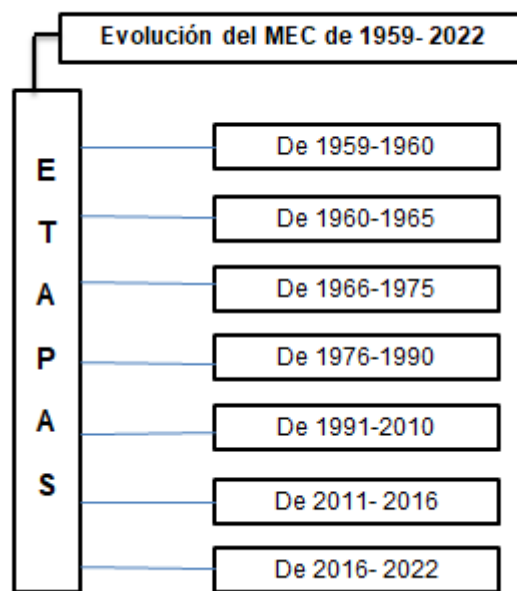 Evolución del MEC de 1959- 2022
E
T
A
P
A
S
De 1959-1960
De 1960-1965
De 1966-1975
De 1976-1990
De 1991-2010
De 2011- 2016
De 2016- 2022